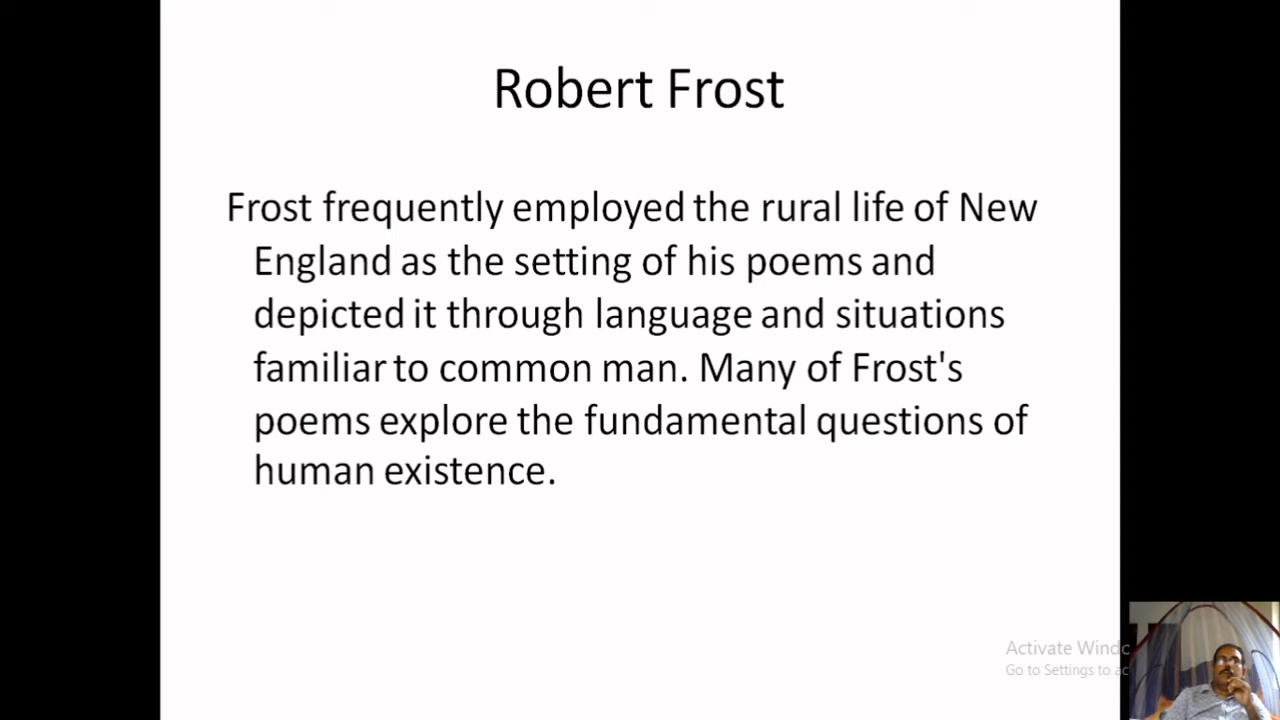 Robert Frost
Frost frequently employed the rural life of New
England as the setting of his poems and
depicted it through language and situations
familiar to common man. Many of Frost's
poems explore the fundamental questions of
human existence.
Activate Windc
Go to Settings to ac